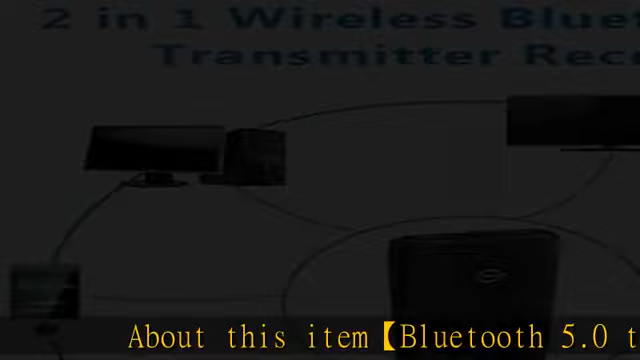 2 in 1 Wireless Blue
Transmitter Rec
About this item【Bluetooth 5.0 t